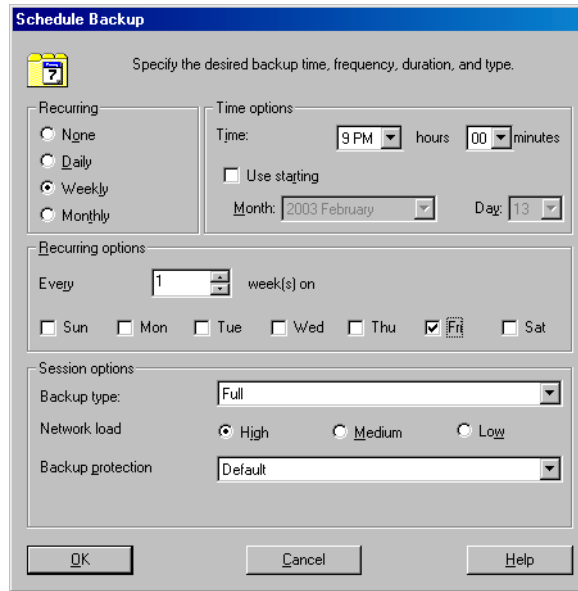 Schedule Backup
7
Specify the desired backup time, frequency, duration, and type.
Recurring
None
Daily
Weekly
Monthly
Time options
Time: 9 PM hours 00 minutes
Use starting
Month: 2003 February Day: 13
Recurring options
Every 1 week(s) on
Sun Mon Tue Wed Thu Fri Sat
Session options
Backup type: Full
Network load High Medium Low
Backup protection Default
OK Cancel Help